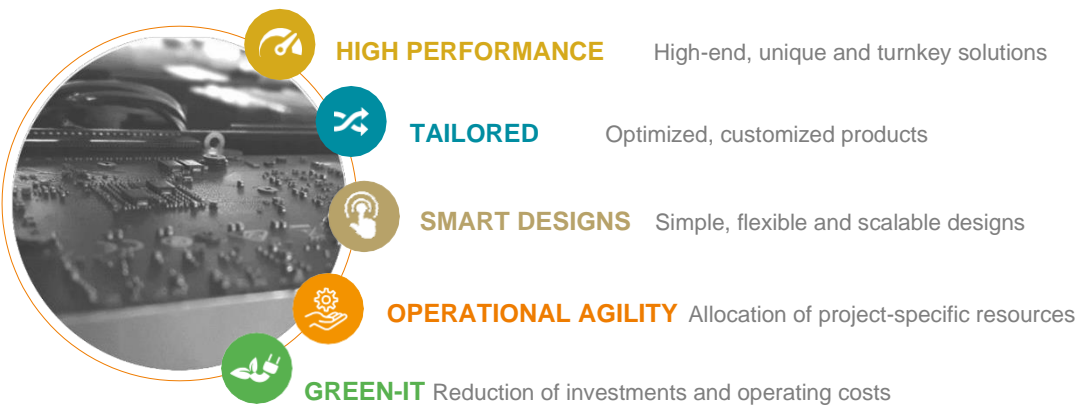 HIGH PERFORMANCE High-end, unique and turnkey solutions
TAILORED Optimized, customized products
SMART DESIGNS Simple, flexible and scalable designs
OPERATIONAL AGILITY Allocation of project-specific resources
GREEN-IT Reduction of investments and operating costs